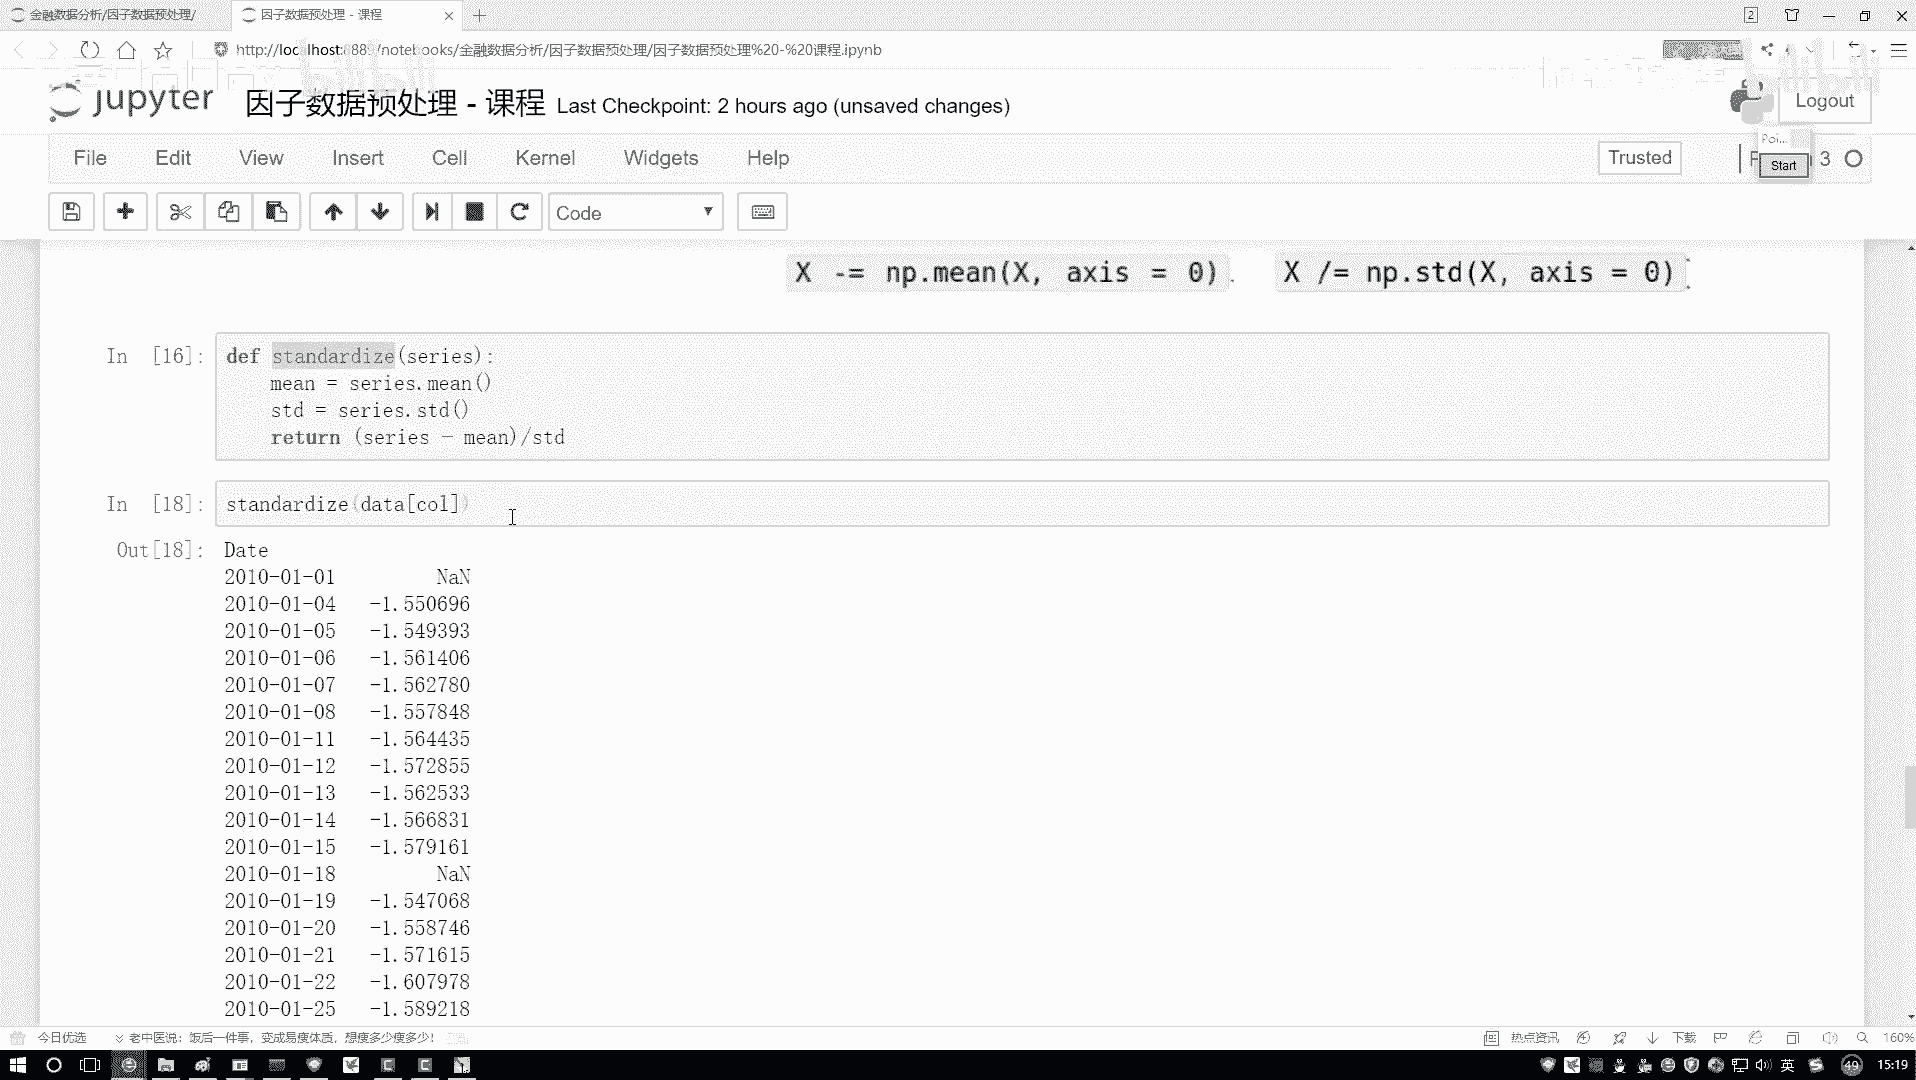 金融数据分析/因子数据预处理/
因子数据预处理 - 课程
2
http://localhost:8889/notebooks/金融数据分析/因子数据预处理/因子数据预处理%20-%20课程.ipynb
bilibili
bilibili
jupyter 因子数据预处理 - 课程 Last Checkpoint: 2 hours ago (unsaved changes)
Logout
File Edit View Insert Cell Kernel Widgets Help
Trusted
3
Poi...
Start
Code
X -= np.mean(X, axis = 0). X /= np.std(X, axis = 0).
In [16]: def standardize(series):
mean = series.mean()
std = series.std()
return (series - mean)/std
In [18]: standardize(data[col])
Out[18]: Date
2010-01-01 NaN
2010-01-04 -1.550696
2010-01-05 -1.549393
2010-01-06 -1.561406
2010-01-07 -1.562780
2010-01-08 -1.557848
2010-01-11 -1.564435
2010-01-12 -1.572855
2010-01-13 -1.562533
2010-01-14 -1.566831
2010-01-15 -1.579161
2010-01-18 NaN
2010-01-19 -1.547068
2010-01-20 -1.558746
2010-01-21 -1.571615
2010-01-22 -1.607978
2010-01-25 -1.589218
今日优选 老中医说：饭后一件事，变成易瘦体质，想瘦多少瘦多少！ 热点资讯 下载 160%
英 49 15:19